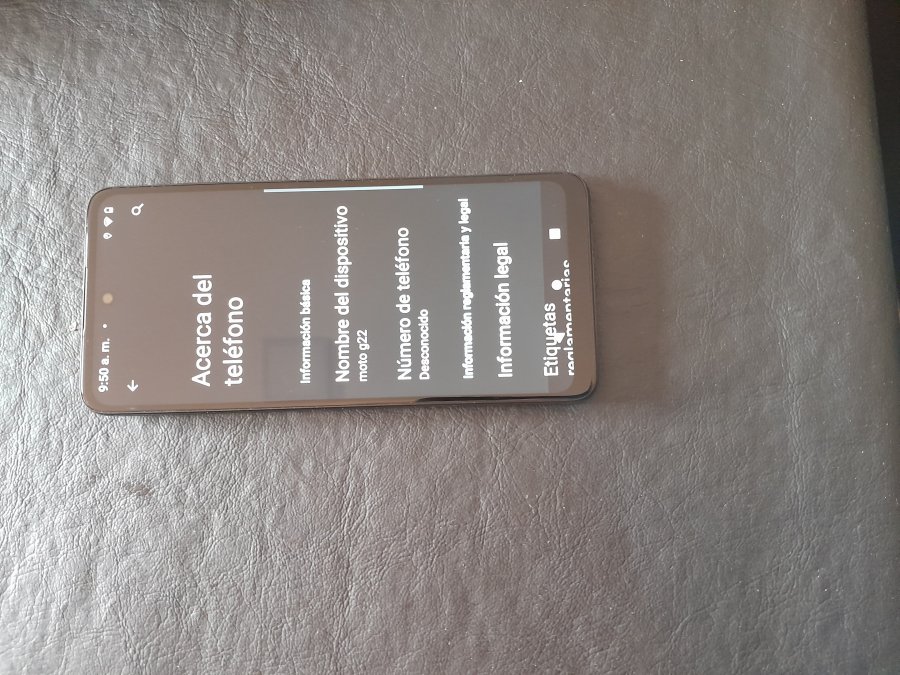 9:50 a. m.
Acerca del
teléfono
Información básica
Nombre del dispositivo
moto g22
Número de teléfono
Desconocido
Información reglamentaria y legal
Información legal
Etiquetas
reglamentarias